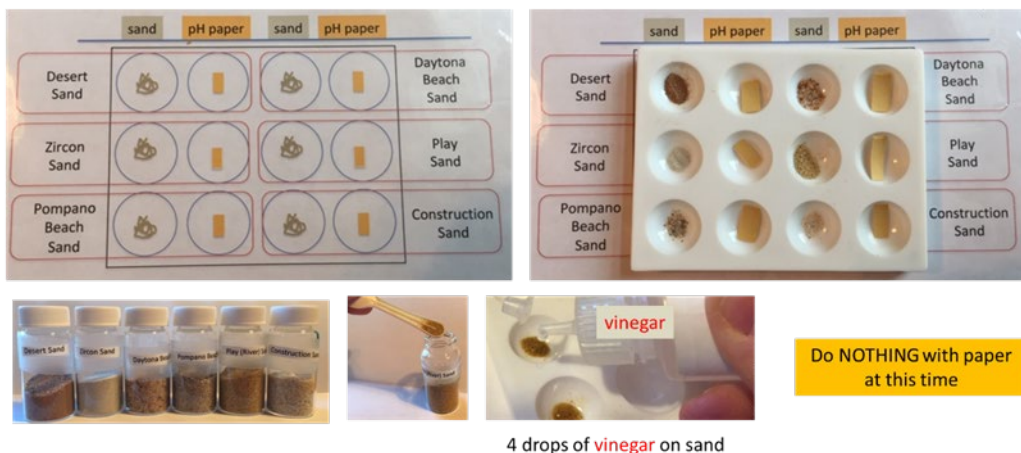 sand pH paper sand pH paper
Desert
Sand
Daytona
Beach
Sand
Zircon
Sand
Play
Sand
Pompano
Beach
Sand
Construction
Sand
sand pH paper sand pH paper
Desert
Sand
Daytona
Beach
Sand
Zircon
Sand
Play
Sand
Pompano
Beach
Sand
Construction
Sand
Desert Sand
Zircon Sand
Daytona
Pompano
Play (River)
Construction
Sand
vinegar
Do NOTHING with paper
at this time
4 drops of vinegar on sand